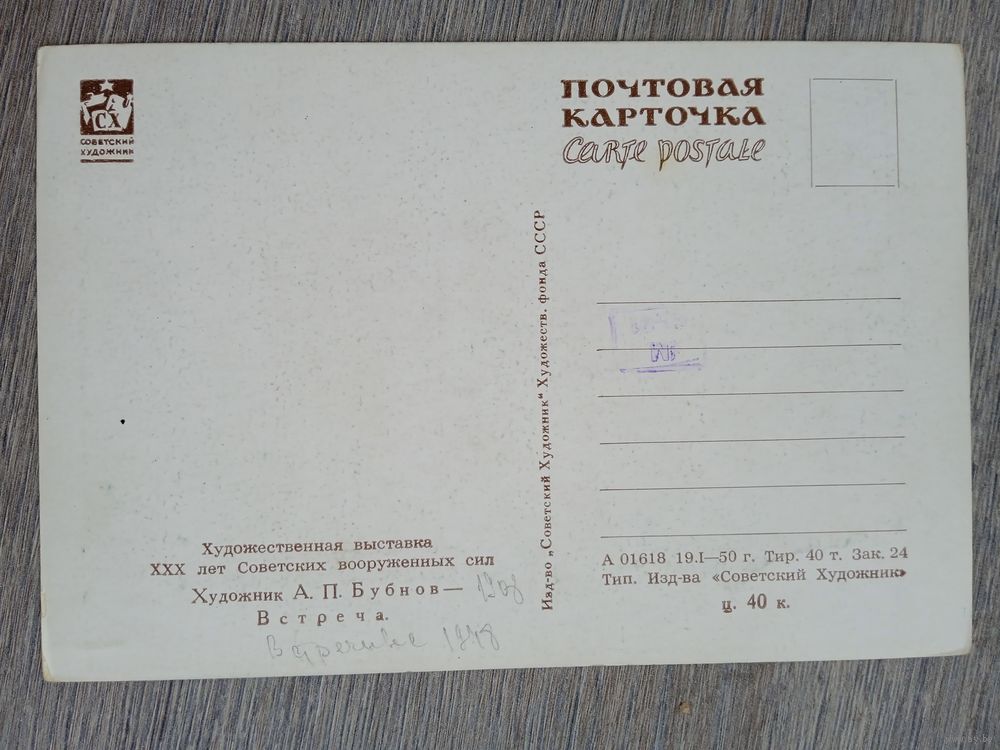 СХ
СОВЕТСКИЙ
ХУДОЖНИК
ПОЧТОВАЯ
КАРТОЧКА
CARTE POSTALE
Изд-во „Советский Художник“ Художеств. фонда СССР
Художественная выставка
XXX лет Советских вооруженных сил
Художник А. П. Бубнов—
Встреча.
1948
А 01618 19.I—50 г. Тир. 40 т. Зак. 24
Тип. Изд-ва «Советский Художник»
ц. 40 к.